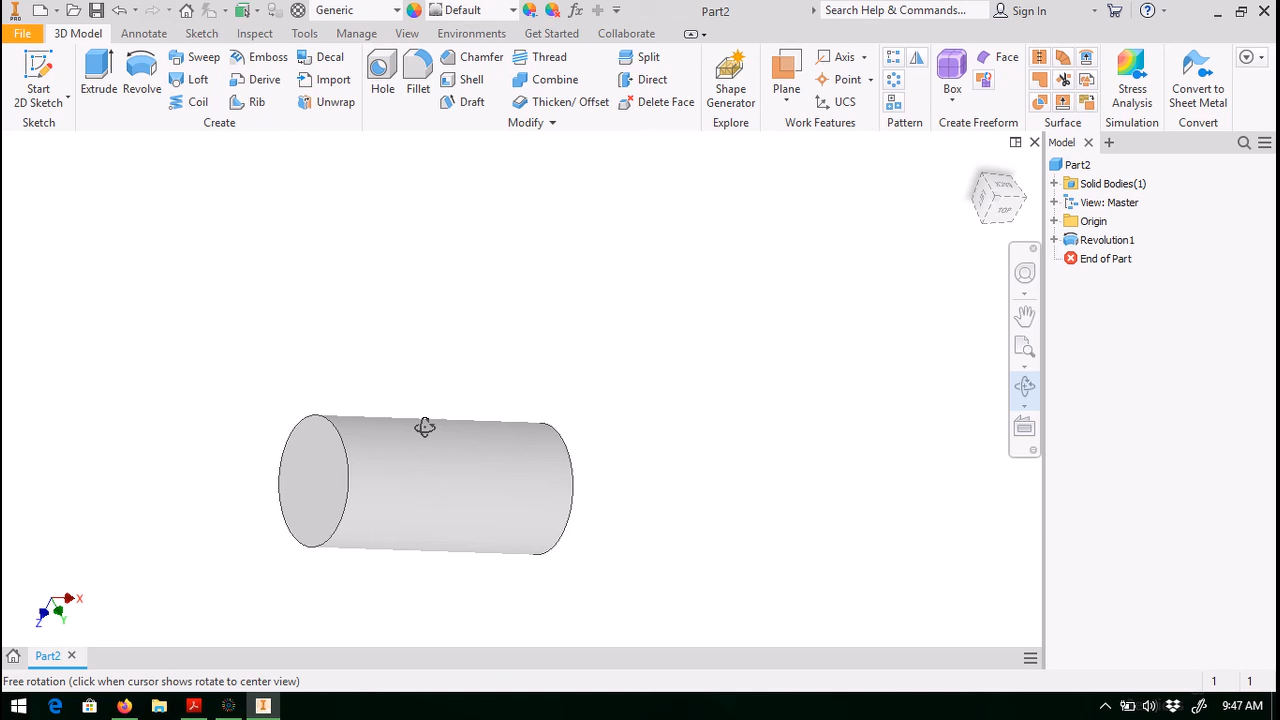 Generic
Default
Part2
Search Help & Commands...
Sign In
PRO
File
3D Model
Annotate
Sketch
Inspect
Tools
Manage
View
Environments
Get Started
Collaborate
Start
2D Sketch
Extrude
Revolve
Sweep
Emboss
Decal
Loft
Derive
Import
Coil
Rib
Unwrap
Hole
Fillet
Chamfer
Thread
Split
Shell
Combine
Direct
Draft
Thicken/ Offset
Delete Face
Shape
Generator
Plane
Axis
Point
UCS
Box
Face
Stress
Analysis
Convert to
Sheet Metal
Sketch
Create
Modify
Explore
Work Features
Pattern
Create Freeform
Surface
Simulation
Convert
Model
Part2
Solid Bodies(1)
View: Master
Origin
Revolution1
End of Part
TOP
X
Z
Y
Part2
Free rotation (click when cursor shows rotate to center view)
1
1
9:47 AM